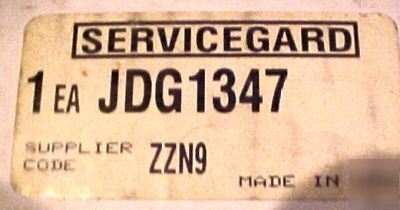 SERVICEGARD
1 EA JDG1347
SUPPLIER
CODE ZZN9
MADE IN